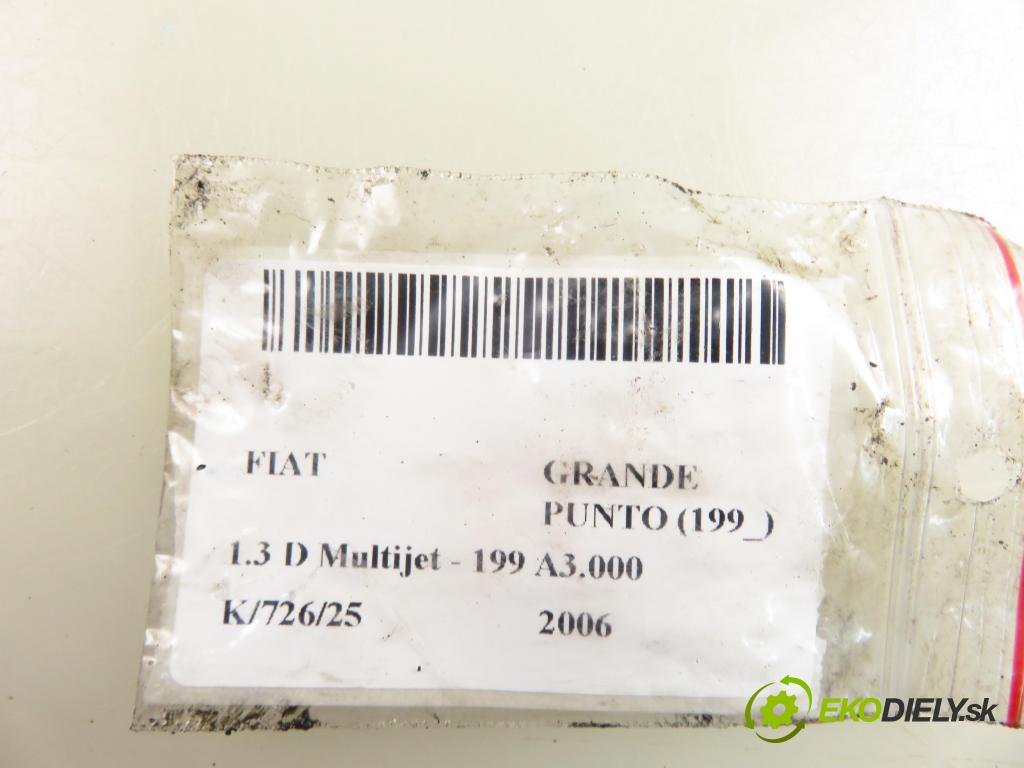 FIAT GRANDE
PUNTO (199_)
1.3 D Multijet - 199 A3.000
K/726/25 2006
EKODIELY.sk